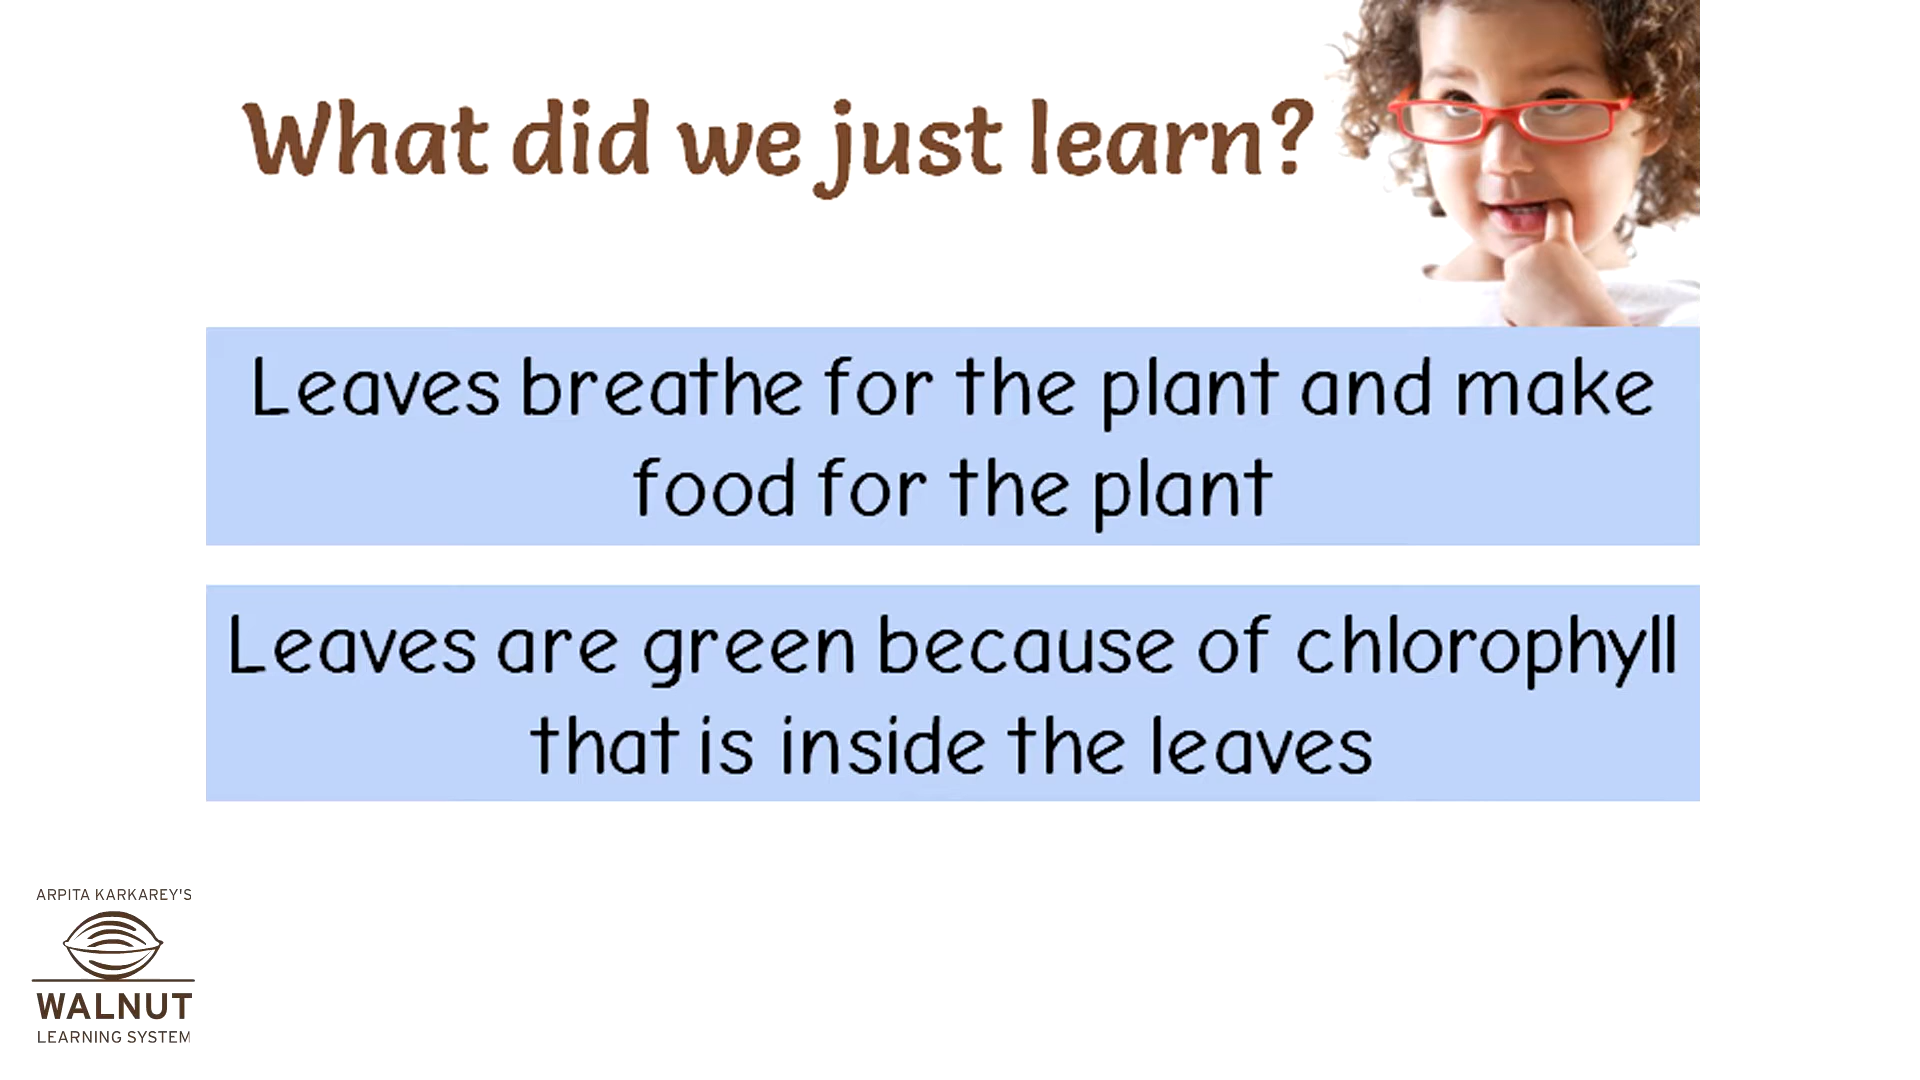 What did we just learn?
Leaves breathe for the plant and make
food for the plant
Leaves are green because of chlorophyll
that is inside the leaves
ARPITA KARKAREY'S
WALNUT
LEARNING SYSTEM